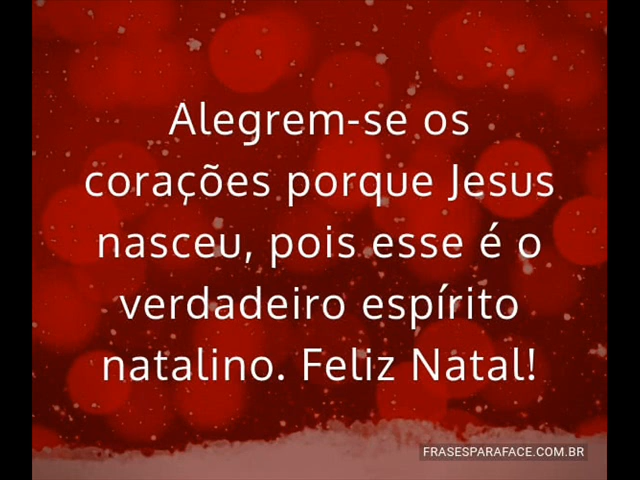 Alegrem-se os
corações porque Jesus
nasceu, pois esse é o
verdadeiro espírito
natalino. Feliz Natal!
FRASESPARAFACE.COM.BR